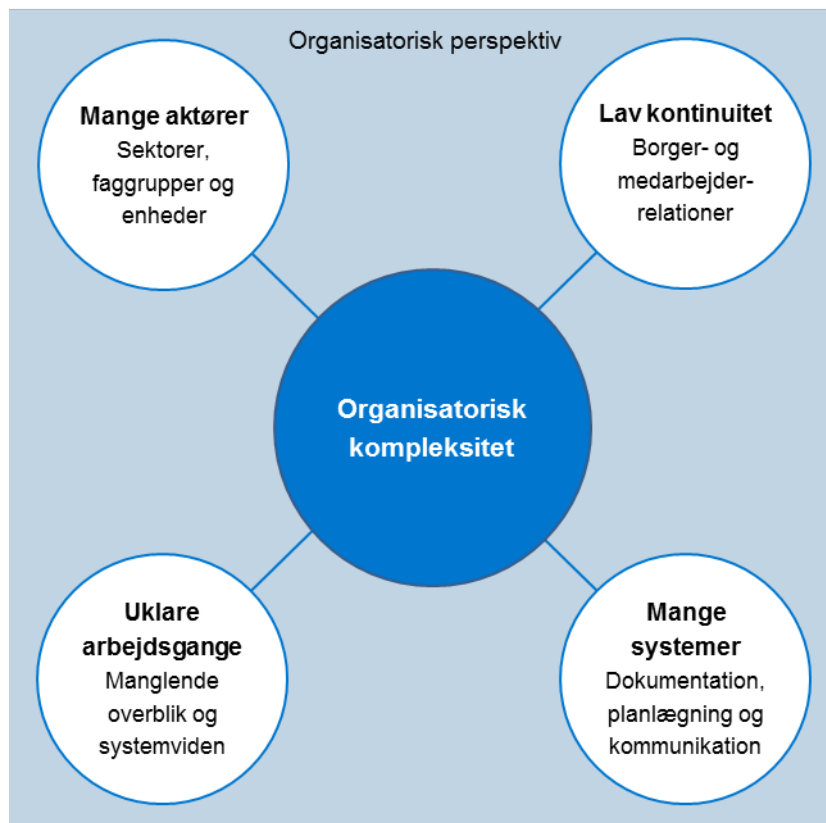 Organisatorisk perspektiv
Mange aktører
Sektorer,
faggrupper og
enheder
Lav kontinuitet
Borger- og
medarbejder-
relationer
Organisatorisk
kompleksitet
Uklare
arbejdsgange
Manglende
overblik og
systemviden
Mange
systemer
Dokumentation,
planlægning og
kommunikation